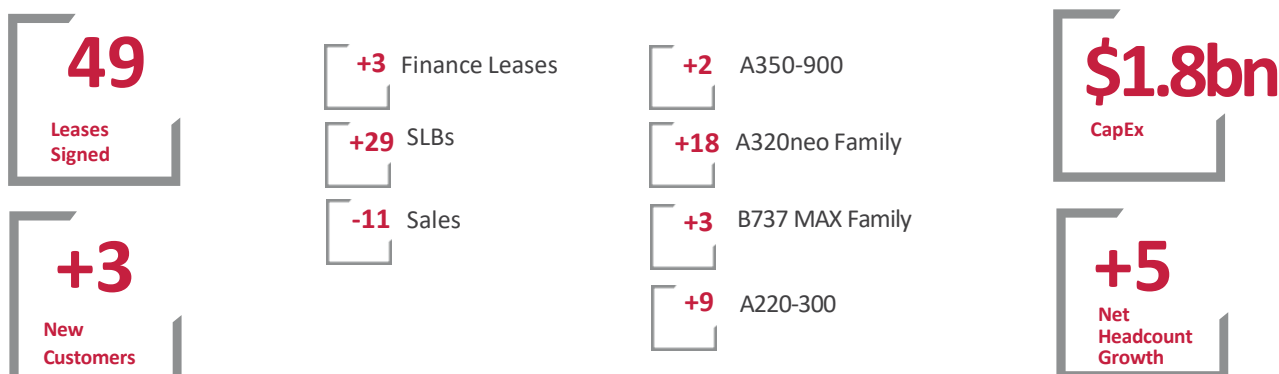 49
Leases
Signed
+3
New
Customers
+3 Finance Leases
+29 SLBs
-11 Sales
+2 A350-900
+18 A320neo Family
+3 B737 MAX Family
+9 A220-300
$1.8bn
CapEx
+5
Net
Headcount
Growth